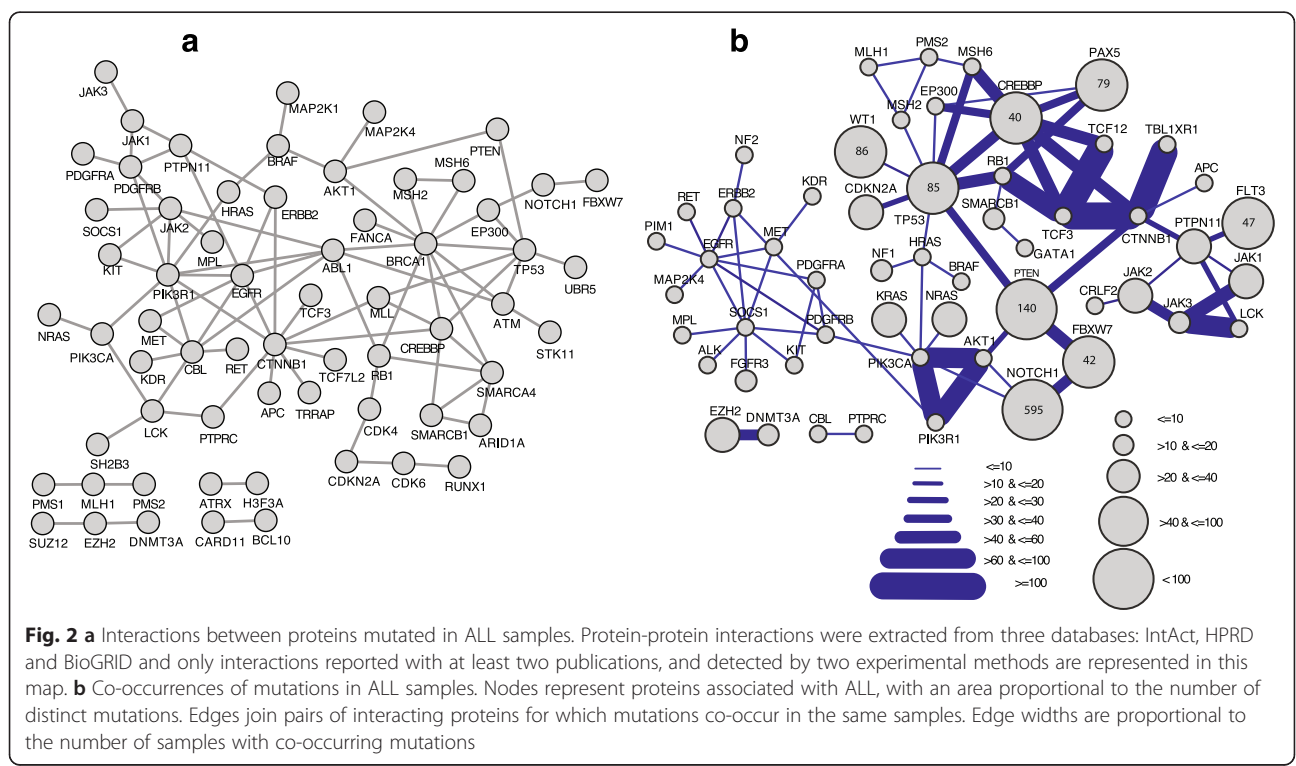 a
JAK3
MAP2K1
JAK1
MAP2K4
PTPN11
BRAF
PTEN
PDGFRA
PDGFRB
MSH6
AKT1
MSH2
HRAS
ERBB2
NOTCH1
FBXW7
SOCS1
JAK2
FANCA
EP300
MPL
KIT
ABL1
BRCA1
TP53
UBR5
PIK3R1
EGFR
TCF3
MLL
ATM
NRAS
MET
CREBBP
STK11
PIK3CA
CTNNB1
KDR
CBL
RET
TCF7L2
RB1
SMARCA4
APC
TRRAP
LCK
PTPRC
CDK4
SMARCB1
ARID1A
SH2B3
CDKN2A
CDK6
RUNX1
PMS1
MLH1
PMS2
ATRX
H3F3A
SUZ12
EZH2
DNMT3A
CARD11
BCL10
b
MLH1
PMS2
MSH6
PAX5
79
EP300
CREBBP
40
MSH2
WT1
86
TCF12
TBL1XR1
NF2
RB1
APC
CDKN2A
85
TP53
SMARCB1
FLT3
47
RET
ERBB2
KDR
TCF3
CTNNB1
PTPN11
PIM1
EGFR
MET
HRAS
GATA1
NF1
BRAF
PTEN
140
JAK2
JAK1
MAP2K4
PDGFRA
CRLF2
JAK3
LCK
KRAS
NRAS
MPL
SOCS1
PDGFRB
FBXW7
42
AKT1
ALK
FGFR3
KIT
PIK3CA
NOTCH1
595
EZH2
DNMT3A
CBL
PTPRC
PIK3R1
<=10
>10 & <=20
>20 & <=30
>30 & <=40
>40 & <=60
>60 & <=100
>=100
<=10
>10 & <=20
>20 & <=40
>40 & <=100
< 100
Fig. 2 a Interactions between proteins mutated in ALL samples. Protein-protein interactions were extracted from three databases: IntAct, HPRD
and BioGRID and only interactions reported with at least two publications, and detected by two experimental methods are represented in this
map. b Co-occurrences of mutations in ALL samples. Nodes represent proteins associated with ALL, with an area proportional to the number of
distinct mutations. Edges join pairs of interacting proteins for which mutations co-occur in the same samples. Edge widths are proportional to
the number of samples with co-occurring mutations